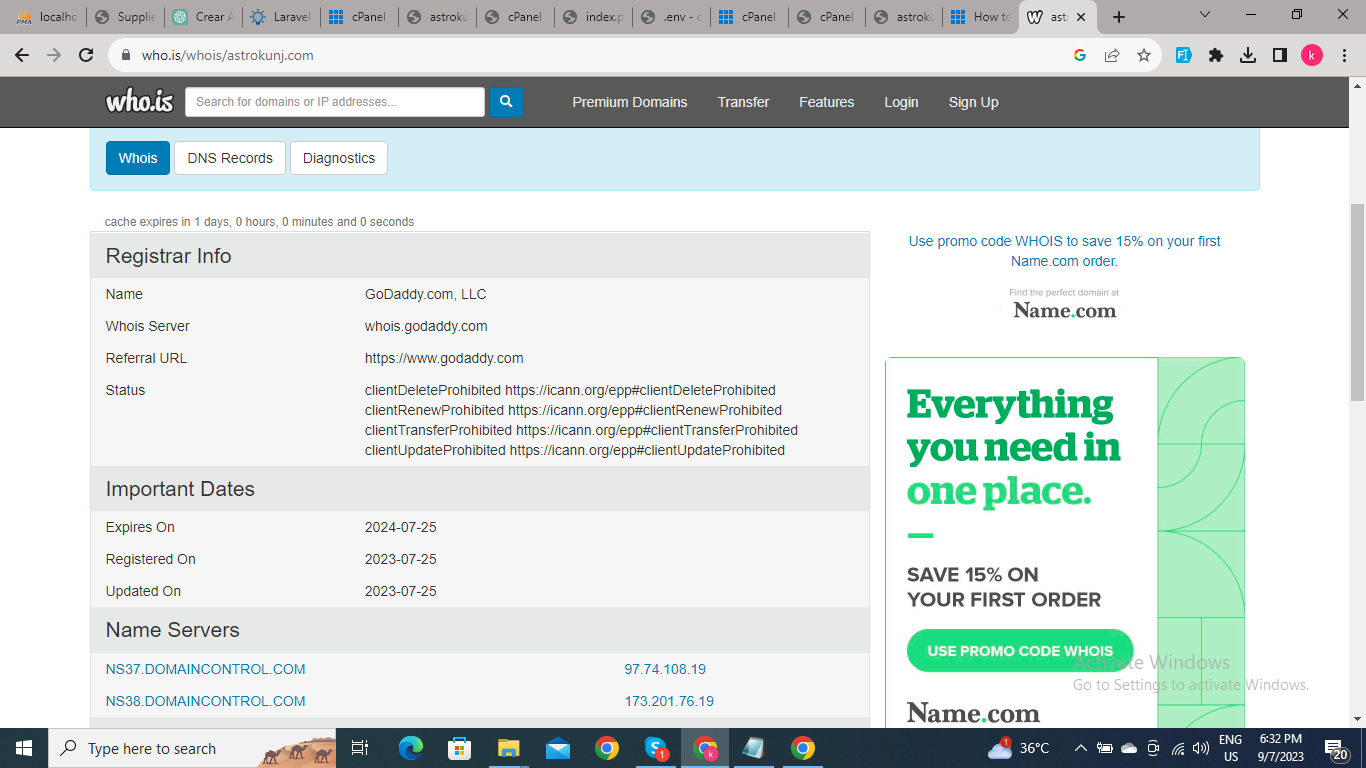 localho
Supplie
Crear A
Laravel
cPanel
astroku
cPanel
index.p
.env - c
cPanel
cPanel
astroku
How to
ast
who.is/whois/astrokunj.com
k
who.is
Search for domains or IP addresses...
Premium Domains
Transfer
Features
Login
Sign Up
Whois
DNS Records
Diagnostics
cache expires in 1 days, 0 hours, 0 minutes and 0 seconds
Registrar Info
Name GoDaddy.com, LLC
Whois Server whois.godaddy.com
Referral URL https://www.godaddy.com
Status clientDeleteProhibited https://icann.org/epp#clientDeleteProhibited
clientRenewProhibited https://icann.org/epp#clientRenewProhibited
clientTransferProhibited https://icann.org/epp#clientTransferProhibited
clientUpdateProhibited https://icann.org/epp#clientUpdateProhibited
Important Dates
Expires On 2024-07-25
Registered On 2023-07-25
Updated On 2023-07-25
Name Servers
NS37.DOMAINCONTROL.COM 97.74.108.19
NS38.DOMAINCONTROL.COM 173.201.76.19
Use promo code WHOIS to save 15% on your first
Name.com order.
Find the perfect domain at
Name.com
Everything
you need in
one place.
SAVE 15% ON
YOUR FIRST ORDER
USE PROMO CODE WHOIS
Name.com
Activate Windows
Go to Settings to activate Windows.
Type here to search
1
k
1
36°C
ENG
US
6:32 PM
9/7/2023
20